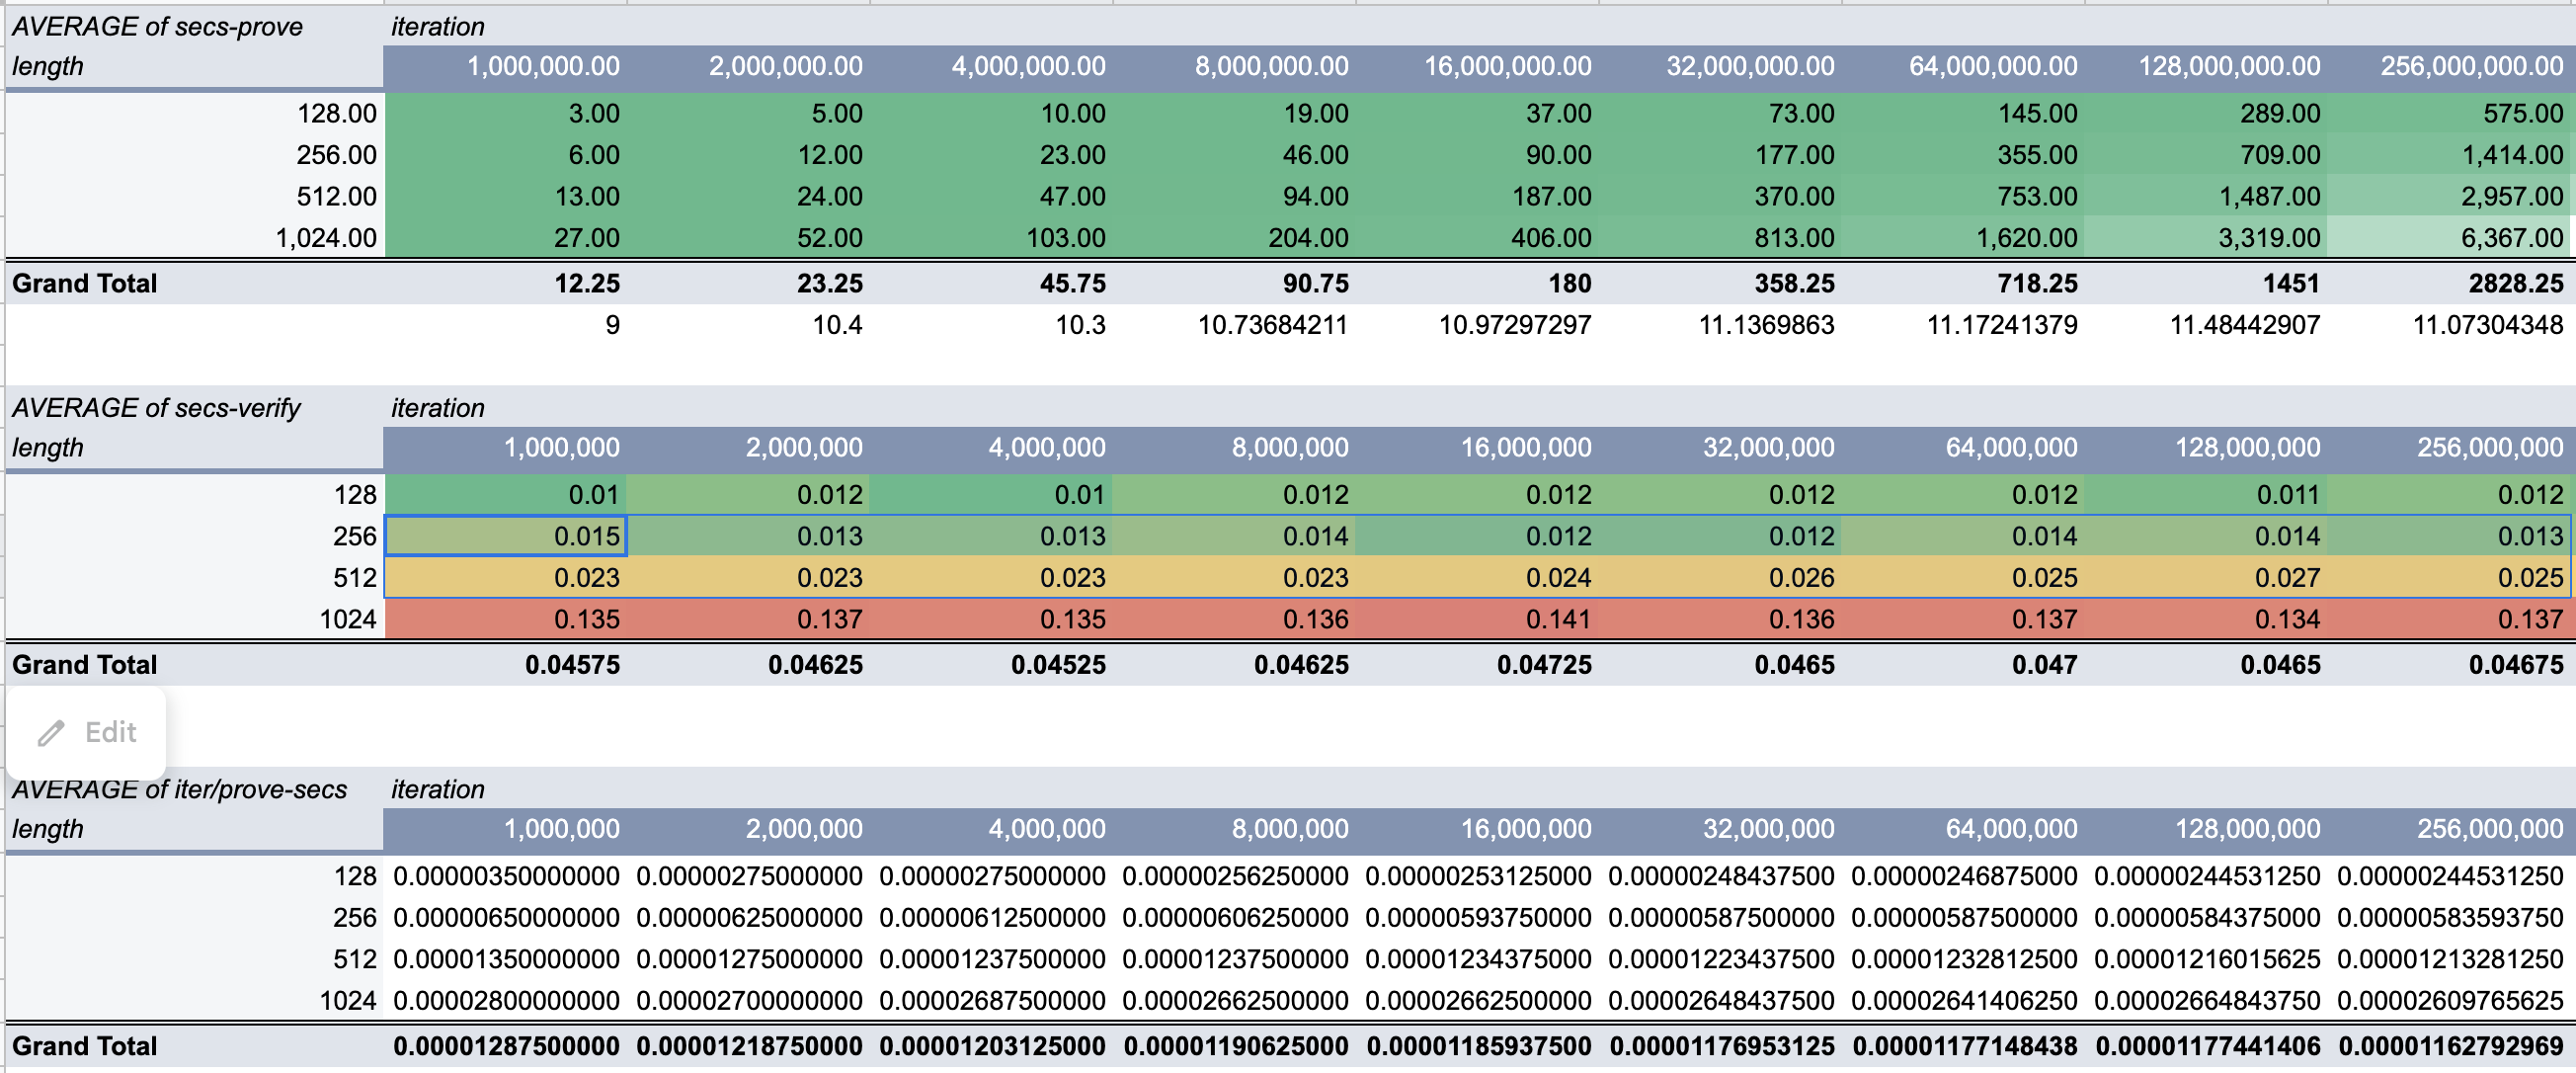 AVERAGE of secs-prove iteration
length 1,000,000.00 2,000,000.00 4,000,000.00 8,000,000.00 16,000,000.00 32,000,000.00 64,000,000.00 128,000,000.00 256,000,000.00
128.00 3.00 5.00 10.00 19.00 37.00 73.00 145.00 289.00 575.00
256.00 6.00 12.00 23.00 46.00 90.00 177.00 355.00 709.00 1,414.00
512.00 13.00 24.00 47.00 94.00 187.00 370.00 753.00 1,487.00 2,957.00
1,024.00 27.00 52.00 103.00 204.00 406.00 813.00 1,620.00 3,319.00 6,367.00
Grand Total 12.25 23.25 45.75 90.75 180 358.25 718.25 1451 2828.25
9 10.4 10.3 10.73684211 10.97297297 11.1369863 11.17241379 11.48442907 11.07304348
AVERAGE of secs-verify iteration
length 1,000,000 2,000,000 4,000,000 8,000,000 16,000,000 32,000,000 64,000,000 128,000,000 256,000,000
128 0.01 0.012 0.01 0.012 0.012 0.012 0.012 0.011 0.012
256 0.015 0.013 0.013 0.014 0.012 0.012 0.014 0.014 0.013
512 0.023 0.023 0.023 0.023 0.024 0.026 0.025 0.027 0.025
1024 0.135 0.137 0.135 0.136 0.141 0.136 0.137 0.134 0.137
Grand Total 0.04575 0.04625 0.04525 0.04625 0.04725 0.0465 0.047 0.0465 0.04675
Edit
AVERAGE of iter/prove-secs iteration
length 1,000,000 2,000,000 4,000,000 8,000,000 16,000,000 32,000,000 64,000,000 128,000,000 256,000,000
128 0.00000350000000 0.00000275000000 0.00000275000000 0.00000256250000 0.00000253125000 0.00000248437500 0.00000246875000 0.00000244531250 0.00000244531250
256 0.00000650000000 0.00000625000000 0.00000612500000 0.00000606250000 0.00000593750000 0.00000587500000 0.00000587500000 0.00000584375000 0.00000583593750
512 0.00001350000000 0.00001275000000 0.00001237500000 0.00001237500000 0.00001234375000 0.00001223437500 0.00001232812500 0.00001216015625 0.00001213281250
1024 0.00002800000000 0.00002700000000 0.00002687500000 0.00002662500000 0.00002662500000 0.00002648437500 0.00002641406250 0.00002664843750 0.00002609765625
Grand Total 0.00001287500000 0.00001218750000 0.00001203125000 0.00001190625000 0.00001185937500 0.00001176953125 0.00001177148438 0.00001177441406 0.00001162792969